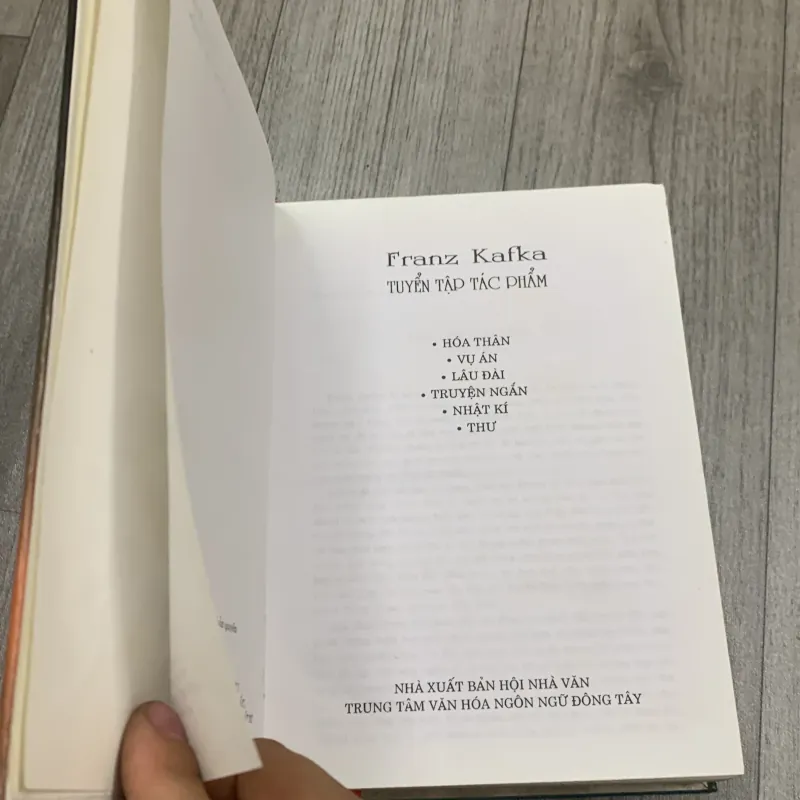 Franz Kafka
TUYỂN TẬP TÁC PHẨM
• HÓA THÂN
• VỤ ÁN
• LÂU ĐÀI
• TRUYỆN NGẮN
• NHẬT KÍ
• THƯ
NHÀ XUẤT BẢN HỘI NHÀ VĂN
TRUNG TÂM VĂN HÓA NGÔN NGỮ ĐÔNG TÂY